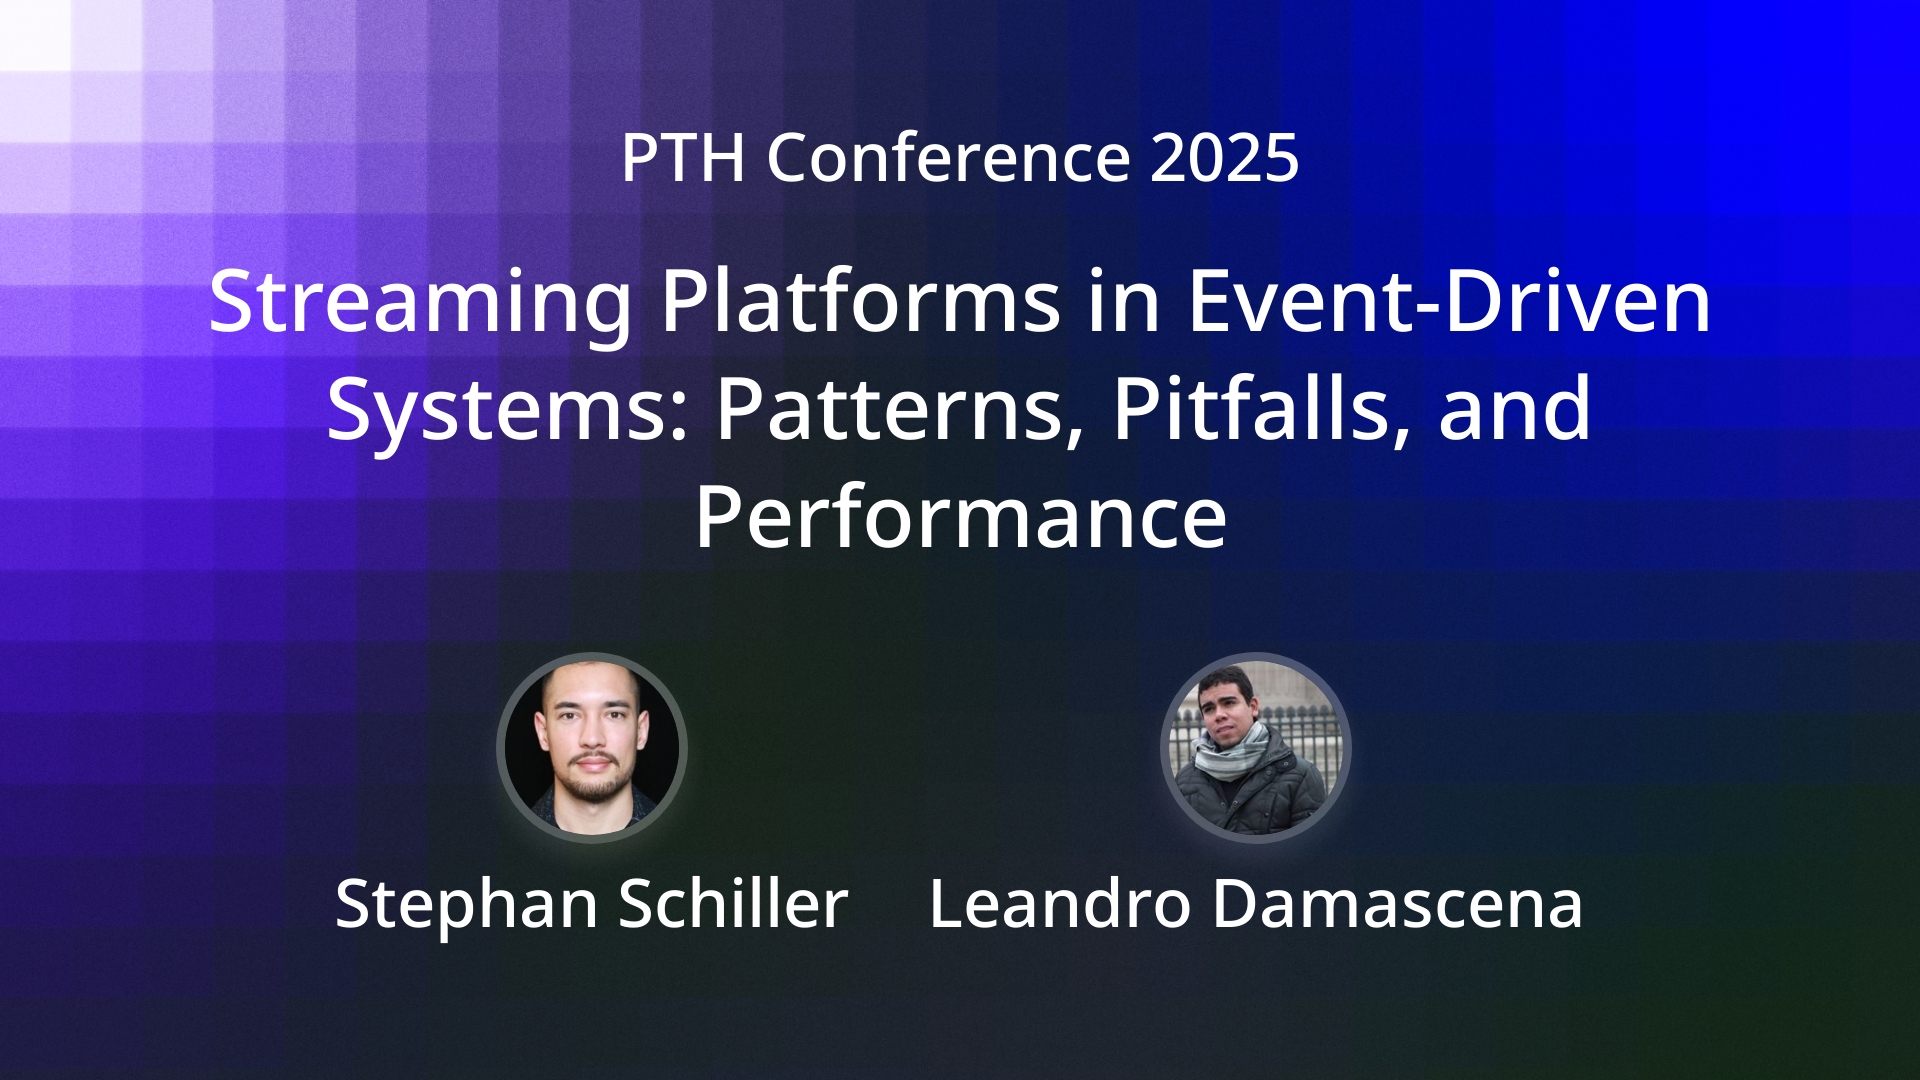 PTH Conference 2025
Streaming Platforms in Event-Driven
Systems: Patterns, Pitfalls, and
Performance
Stephan Schiller
Leandro Damascena